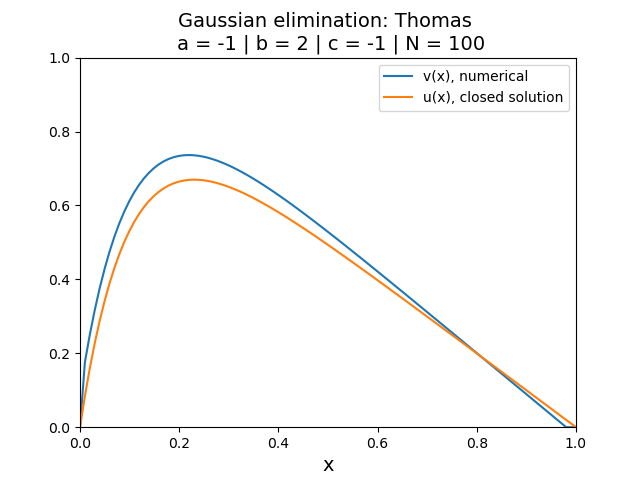 Gaussian elimination: Thomas
a = -1 | b = 2 | c = -1 | N = 100
1.0
v(x), numerical
u(x), closed solution
0.8
0.6
0.4
0.2
0.0
0.0 0.2 0.4 0.6 0.8 1.0
x